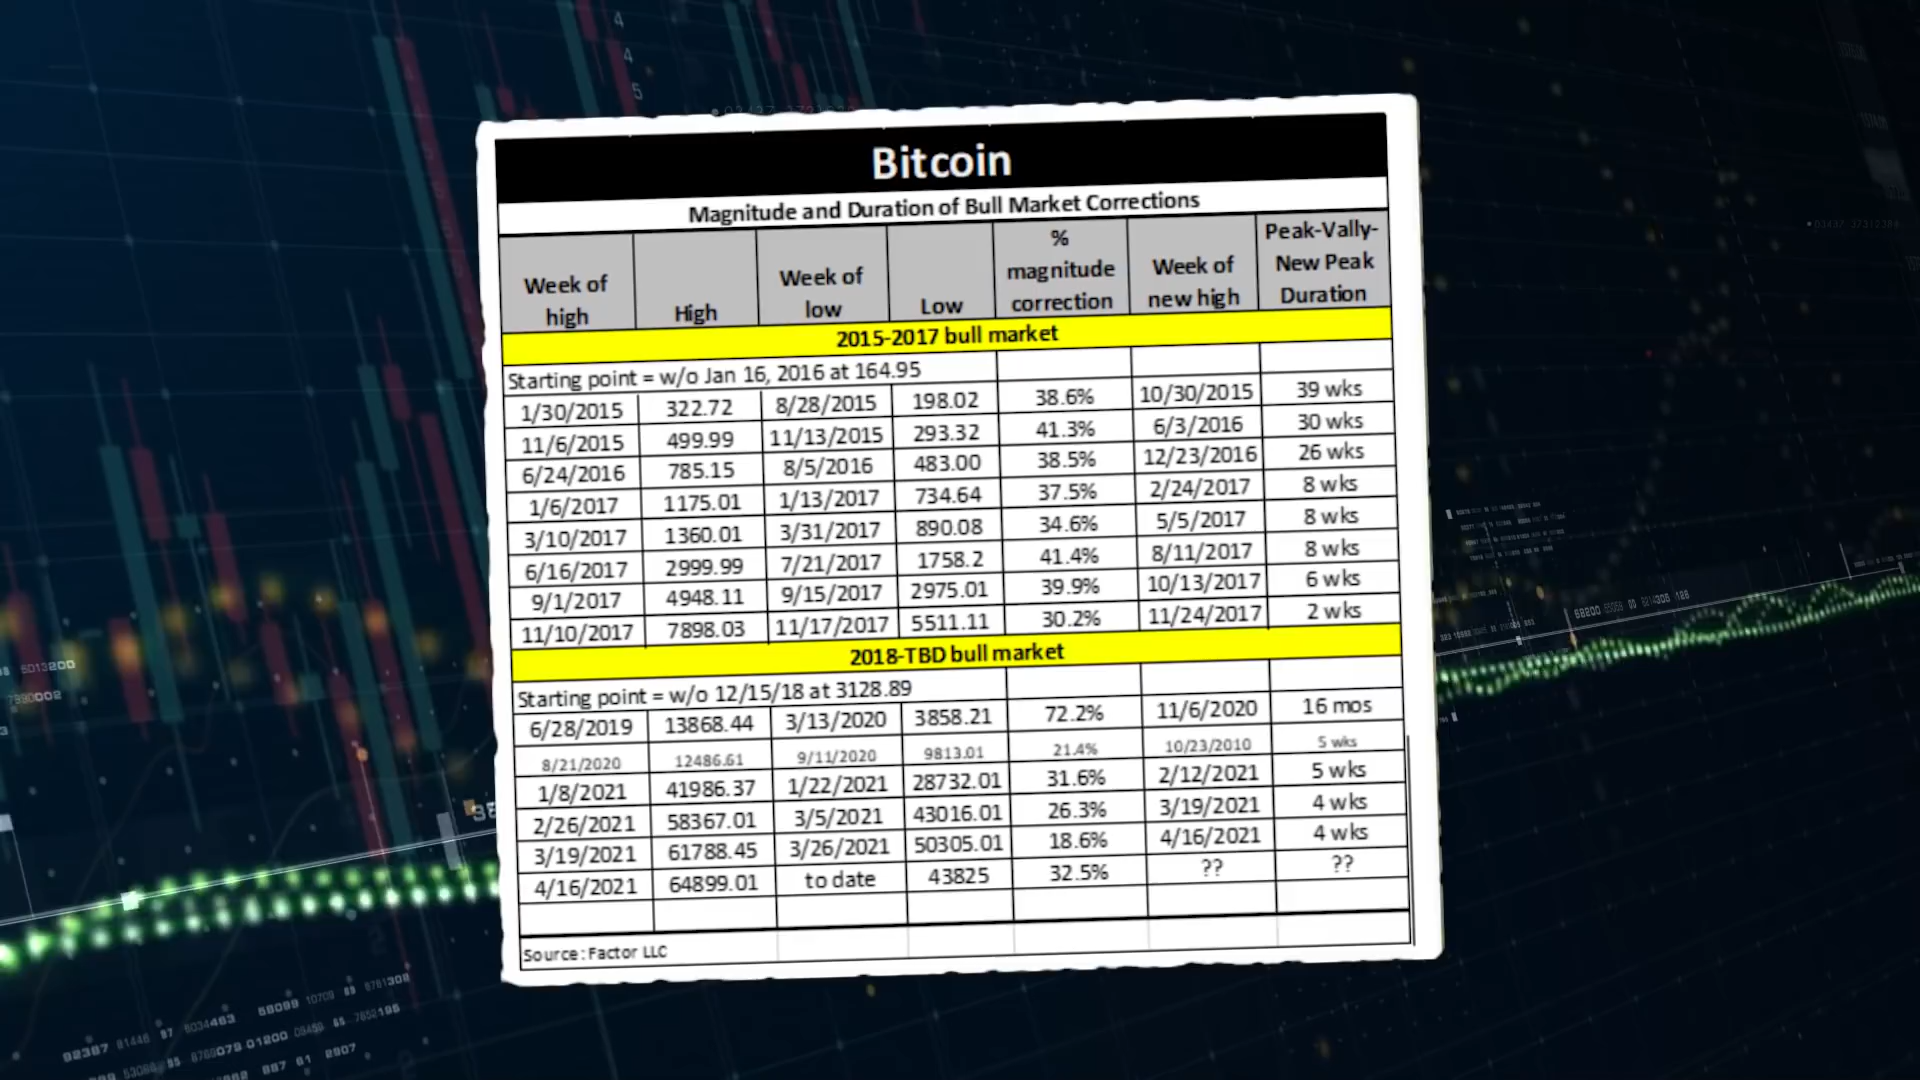 Bitcoin
Magnitude and Duration of Bull Market Corrections
Week of high High Week of low Low % magnitude correction Week of new high Peak-Vally-New Peak Duration
2015-2017 bull market
Starting point = w/o Jan 16, 2016 at 164.95
1/30/2015 322.72 8/28/2015 198.02 38.6% 10/30/2015 39 wks
11/6/2015 499.99 11/13/2015 293.32 41.3% 6/3/2016 30 wks
6/24/2016 785.15 8/5/2016 483.00 38.5% 12/23/2016 26 wks
1/6/2017 1175.01 1/13/2017 734.64 37.5% 2/24/2017 8 wks
3/10/2017 1360.01 3/31/2017 890.08 34.6% 5/5/2017 8 wks
6/16/2017 2999.99 7/21/2017 1758.2 41.4% 8/11/2017 8 wks
9/1/2017 4948.11 9/15/2017 2975.01 39.9% 10/13/2017 6 wks
11/10/2017 7898.03 11/17/2017 5511.11 30.2% 11/24/2017 2 wks
2018-TBD bull market
Starting point = w/o 12/15/18 at 3128.89
6/28/2019 13868.44 3/13/2020 3858.21 72.2% 11/6/2020 16 mos
8/21/2020 12486.61 9/11/2020 9813.01 21.4% 10/23/2010 5 wks
1/8/2021 41986.37 1/22/2021 28732.01 31.6% 2/12/2021 5 wks
2/26/2021 58367.01 3/5/2021 43016.01 26.3% 3/19/2021 4 wks
3/19/2021 61788.45 3/26/2021 50305.01 18.6% 4/16/2021 4 wks
4/16/2021 64899.01 to date 43825 32.5% ?? ??
Source: Factor LLC